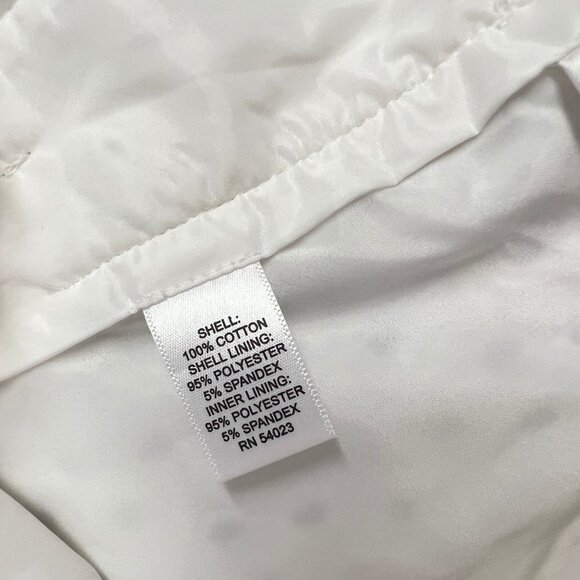 SHELL:
100% COTTON
SHELL LINING:
95% POLYESTER
5% SPANDEX
INNER LINING:
95% POLYESTER
5% SPANDEX
RN 54023